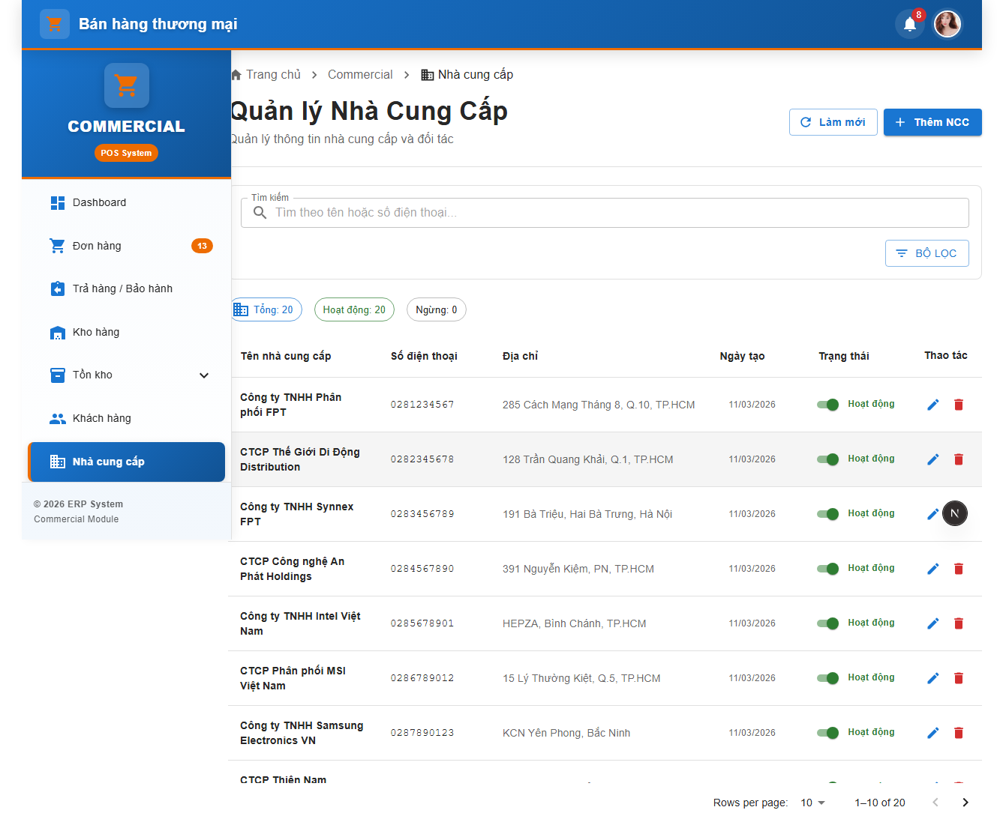 Bán hàng thương mại
8
COMMERCIAL
POS System
Dashboard
Đơn hàng
13
Trả hàng / Bảo hành
Kho hàng
Tồn kho
Khách hàng
Nhà cung cấp
© 2026 ERP System
Commercial Module
Trang chủ
Commercial
Nhà cung cấp
Quản lý Nhà Cung Cấp
Quản lý thông tin nhà cung cấp và đối tác
Làm mới
Thêm NCC
Tìm kiếm
Tìm theo tên hoặc số điện thoại...
BỘ LỌC
Tổng: 20
Hoạt động: 20
Ngừng: 0
Tên nhà cung cấp Số điện thoại Địa chỉ Ngày tạo Trạng thái Thao tác
Công ty TNHH Phân
phối FPT
0281234567 285 Cách Mạng Tháng 8, Q.10, TP.HCM 11/03/2026 Hoạt động
CTCP Thế Giới Di Động
Distribution
0282345678 128 Trần Quang Khải, Q.1, TP.HCM 11/03/2026 Hoạt động
Công ty TNHH Synnex
FPT
0283456789 191 Bà Triệu, Hai Bà Trưng, Hà Nội 11/03/2026 Hoạt động
N
CTCP Công nghệ An
Phát Holdings
0284567890 391 Nguyễn Kiệm, PN, TP.HCM 11/03/2026 Hoạt động
Công ty TNHH Intel Việt
Nam
0285678901 HEPZA, Bình Chánh, TP.HCM 11/03/2026 Hoạt động
CTCP Phân phối MSI
Việt Nam
0286789012 15 Lý Thường Kiệt, Q.5, TP.HCM 11/03/2026 Hoạt động
Công ty TNHH Samsung
Electronics VN
0287890123 KCN Yên Phong, Bắc Ninh 11/03/2026 Hoạt động
CTCP Thiên Nam
Rows per page: 10 1–10 of 20